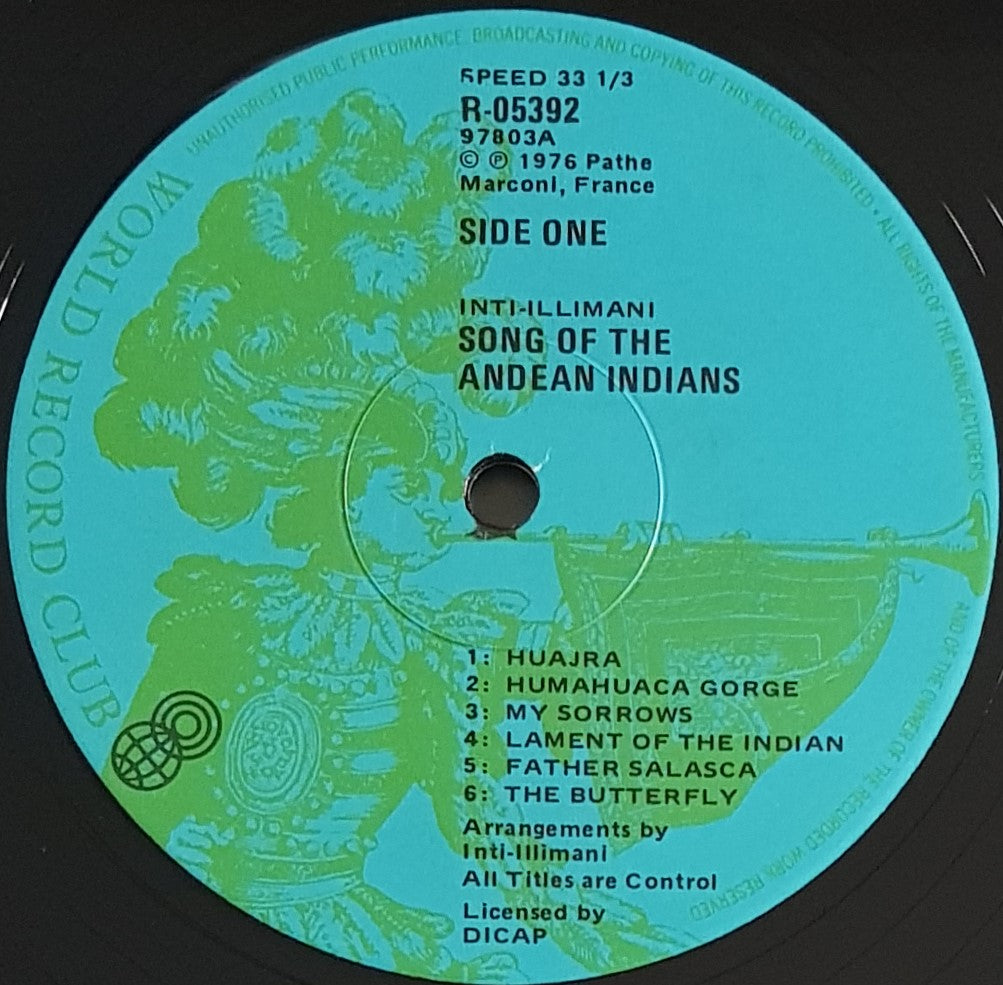 UNAUTHORISED PUBLIC PERFORMANCE BROADCASTING AND COPYING OF THIS RECORD PROHIBITED • ALL RIGHTS OF THE MANUFACTURERS AND OF THE OWNER OF THE RECORDED WORK RESERVED
WORLD RECORD CLUB
SPEED 33 1/3
R-05392
97803A
© ℗ 1976 Pathe
Marconi, France
SIDE ONE
INTI-ILLIMANI
SONG OF THE
ANDEAN INDIANS
1: HUAJRA
2: HUMAHUACA GORGE
3: MY SORROWS
4: LAMENT OF THE INDIAN
5: FATHER SALASCA
6: THE BUTTERFLY
Arrangements by
Inti-Illimani
All Titles are Control
Licensed by
DICAP